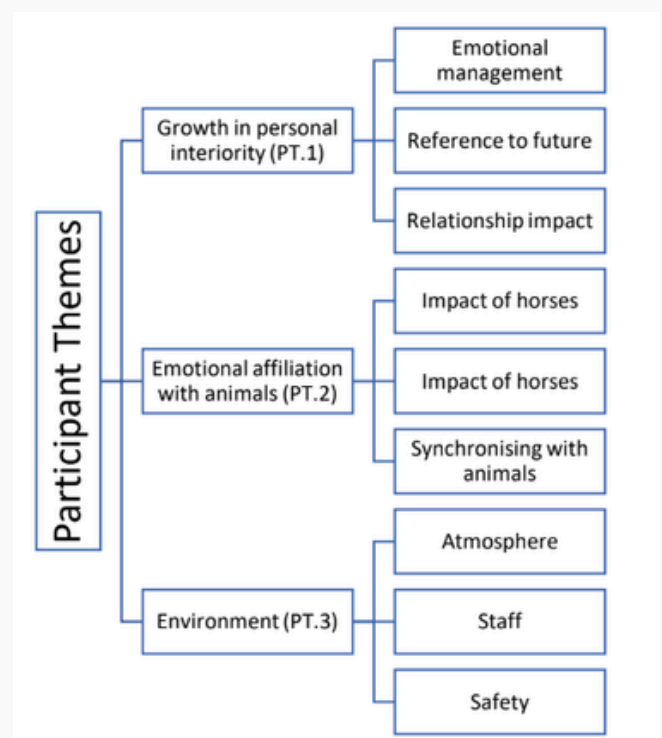 Participant Themes
Growth in personal
interiority (PT.1)
Emotional
management
Reference to future
Relationship impact
Emotional affiliation
with animals (PT.2)
Impact of horses
Impact of horses
Synchronising with
animals
Environment (PT.3)
Atmosphere
Staff
Safety